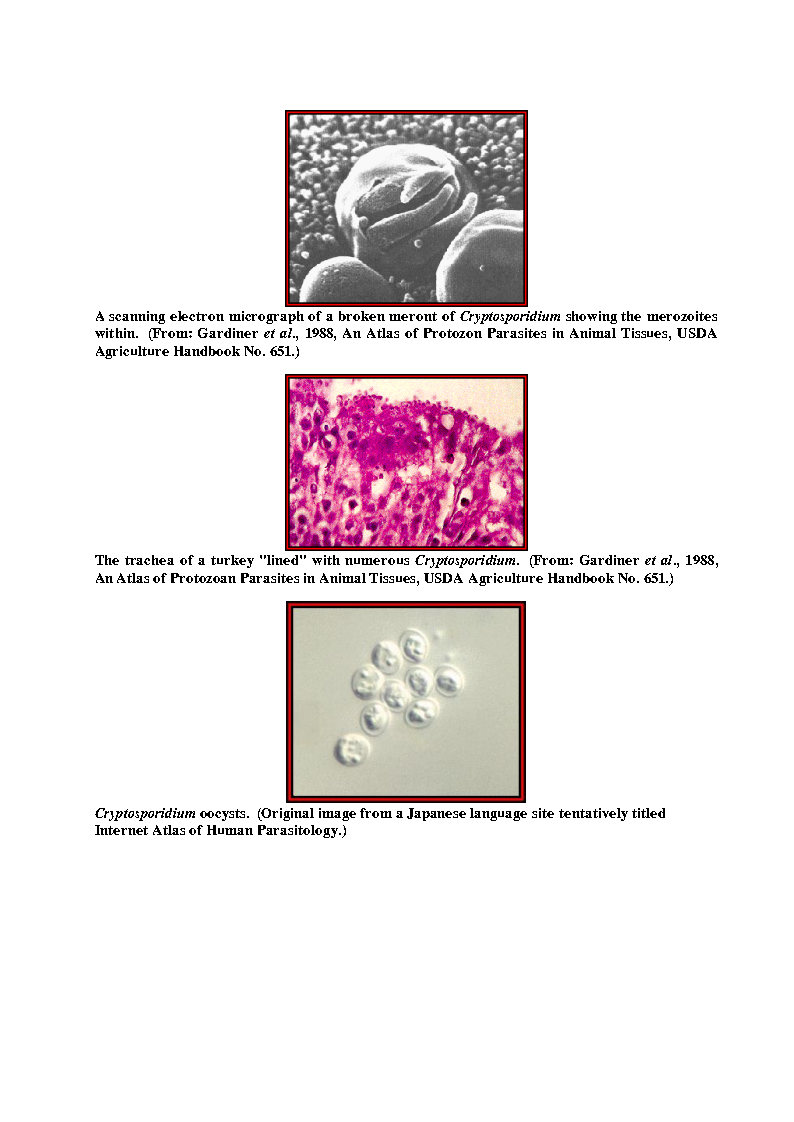 A scanning electron micrograph of a broken meront of Cryptosporidium showing the merozoites
within. (From: Gardiner et al., 1988, An Atlas of Protozon Parasites in Animal Tissues, USDA
Agriculture Handbook No. 651.)
The trachea of a turkey "lined" with numerous Cryptosporidium. (From: Gardiner et al., 1988,
An Atlas of Protozoan Parasites in Animal Tissues, USDA Agriculture Handbook No. 651.)
Cryptosporidium oocysts. (Original image from a Japanese language site tentatively titled
Internet Atlas of Human Parasitology.)